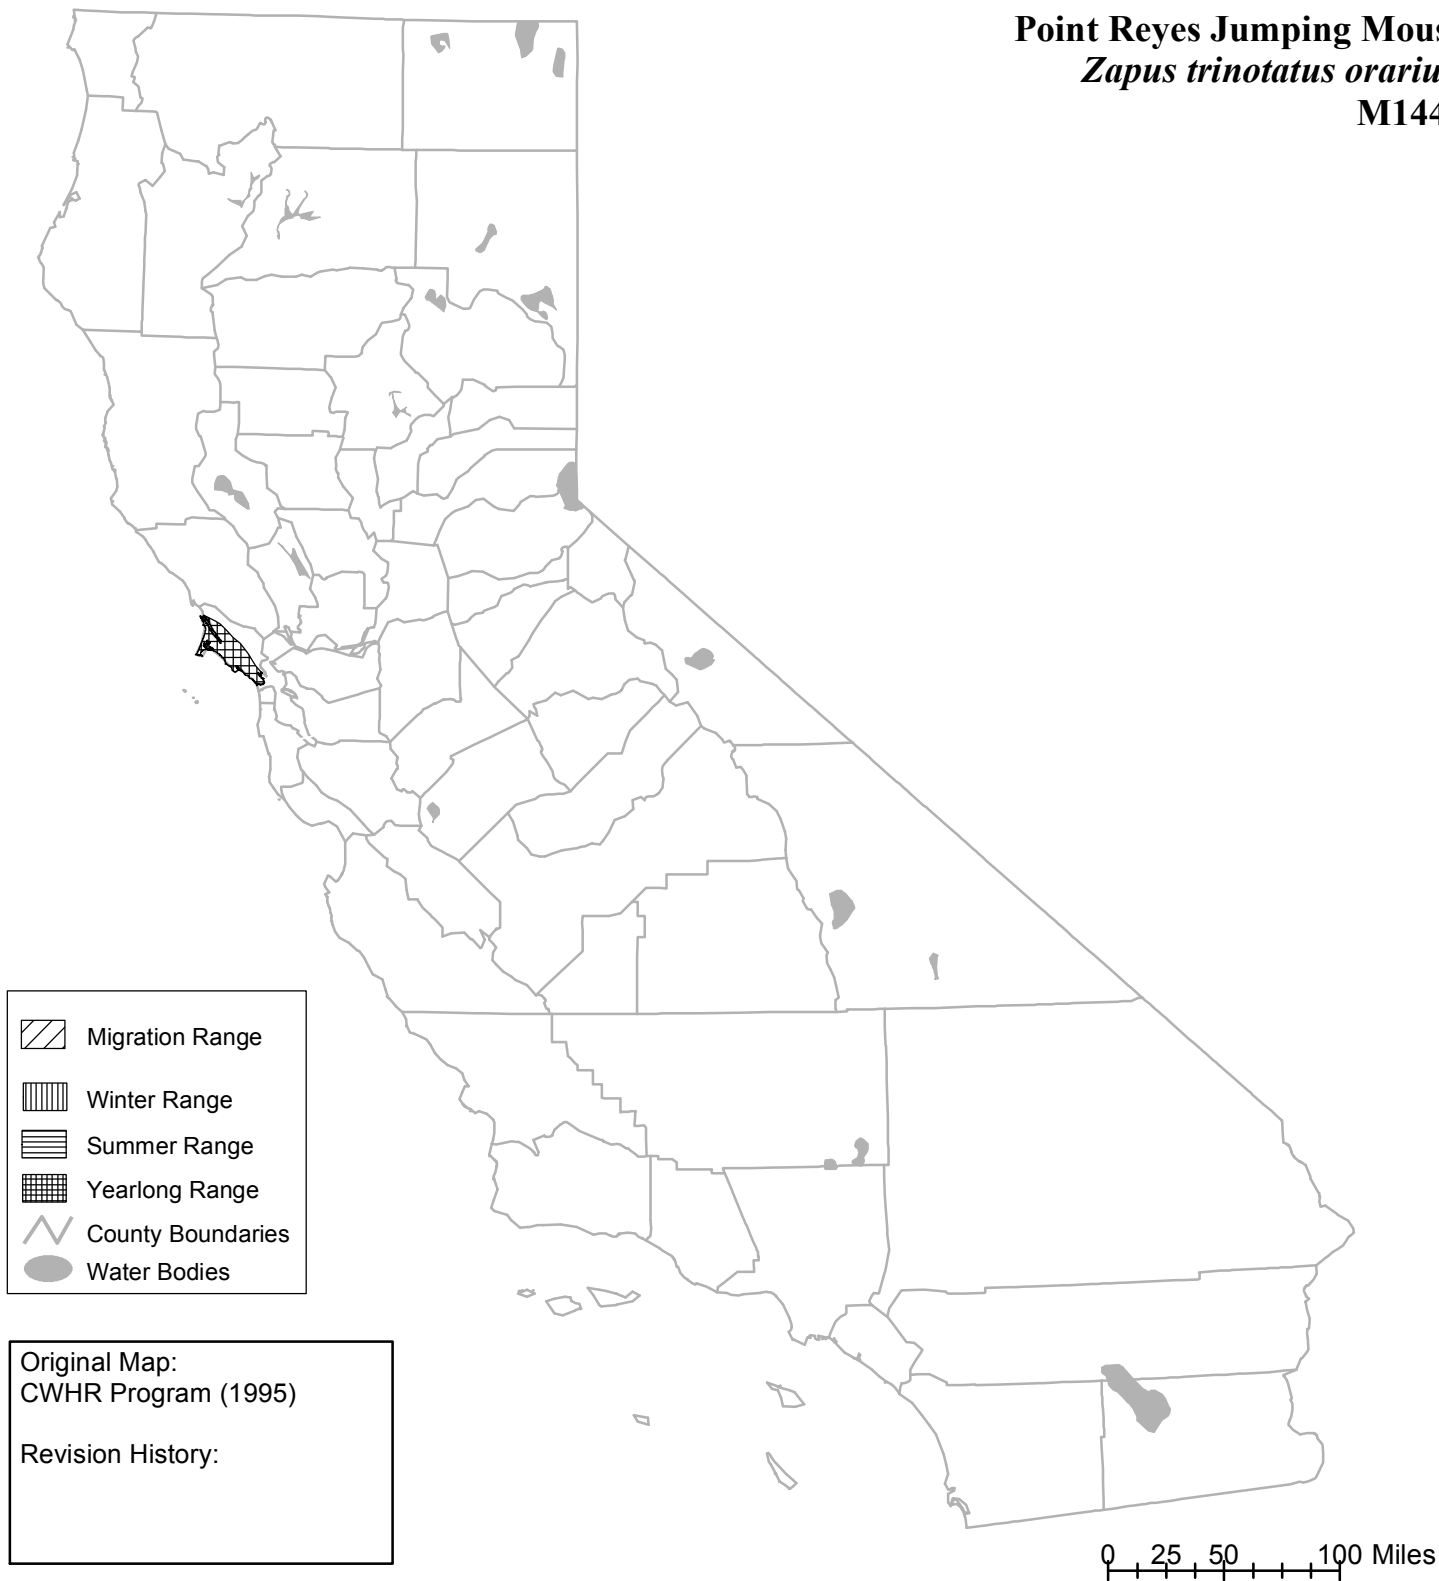 Point Reyes Jumping Mous
Zapus trinotatus orariu
M144
Migration Range
Winter Range
Summer Range
Yearlong Range
County Boundaries
Water Bodies
Original Map:
CWHR Program (1995)
Revision History:
0 25 50 100 Miles